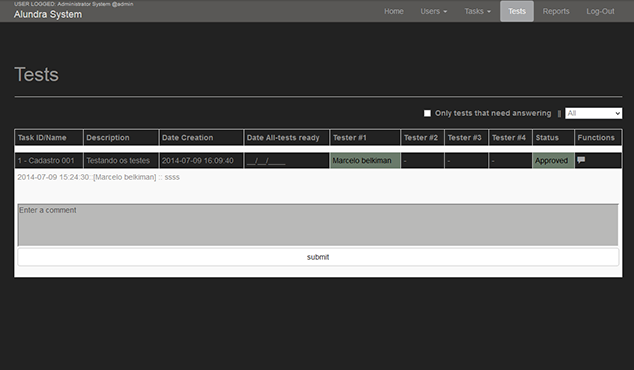 USER LOGGED: Administrator System @admin
Alundra System
Home Users Tasks Tests Reports Log-Out
Tests
Only tests that need answering || All
Task ID/Name Description Date Creation Date All-tests ready Tester #1 Tester #2 Tester #3 Tester #4 Status Functions
1 - Cadastro 001 Testando os testes 2014-07-09 16:09:40 __/__/____ Marcelo belkiman - - - Approved
2014-07-09 15:24:30: [Marcelo belkiman] :: ssss
Enter a comment
submit